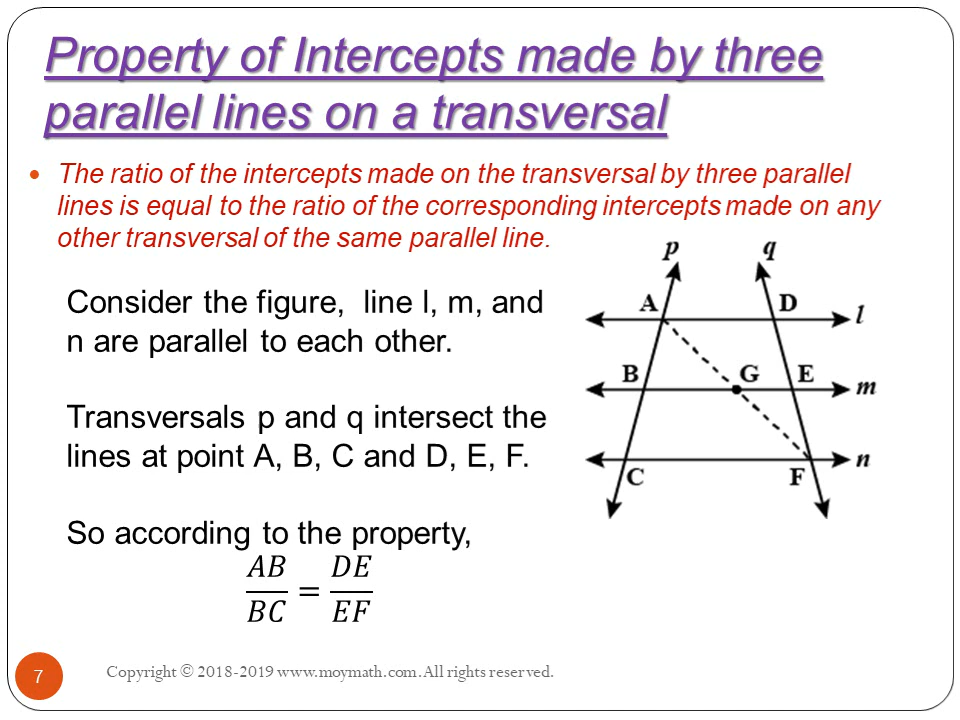 Property of Intercepts made by three
parallel lines on a transversal
The ratio of the intercepts made on the transversal by three parallel
lines is equal to the ratio of the corresponding intercepts made on any
other transversal of the same parallel line.
p q
A D l
B G E m
C F n
Consider the figure, line l, m, and
n are parallel to each other.
Transversals p and q intersect the
lines at point A, B, C and D, E, F.
So according to the property,
AB/BC = DE/EF
7 Copyright © 2018-2019 www.moymath.com. All rights reserved.